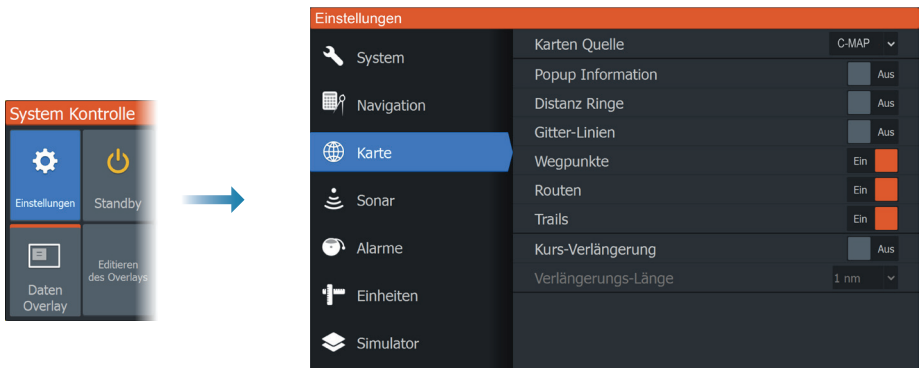 System Kontrolle
Einstellungen
Standby
Daten
Overlay
Editieren
des Overlays
Einstellungen
System
Navigation
Karte
Sonar
Alarme
Einheiten
Simulator
Karten Quelle C-MAP
Popup Information Aus
Distanz Ringe Aus
Gitter-Linien Aus
Wegpunkte Ein
Routen Ein
Trails Ein
Kurs-Verlängerung Aus
Verlängerungs-Länge 1 nm